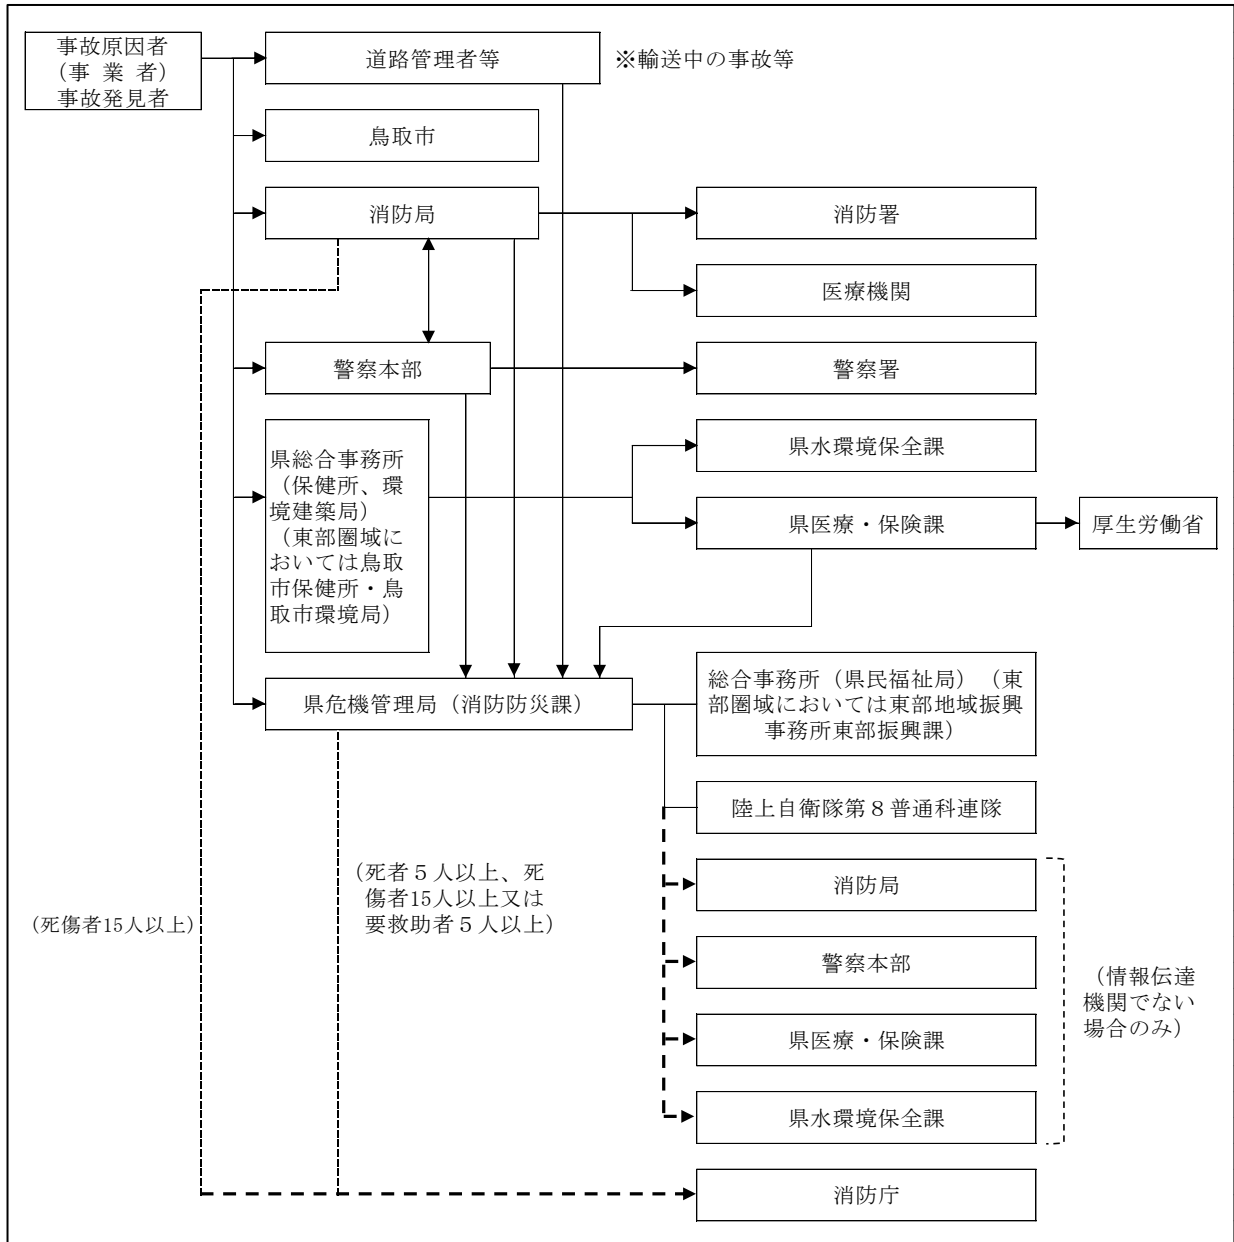 事故原因者
（事 業 者）
事故発見者
道路管理者等
※輸送中の事故等
鳥取市
消防局
消防署
医療機関
警察本部
警察署
県総合事務所
（保健所、環
境建築局）
（東部圏域に
おいては鳥取
市保健所・鳥
取市環境局）
県水環境保全課
県医療・保険課
厚生労働省
県危機管理局（消防防災課）
総合事務所（県民福祉局）（東
部圏域においては東部地域振興
事務所東部振興課）
陸上自衛隊第８普通科連隊
（死者５人以上、死
傷者15人以上又は
要救助者５人以上）
（死傷者15人以上）
消防局
警察本部
県医療・保険課
県水環境保全課
（情報伝達
機関でない
場合のみ）
消防庁